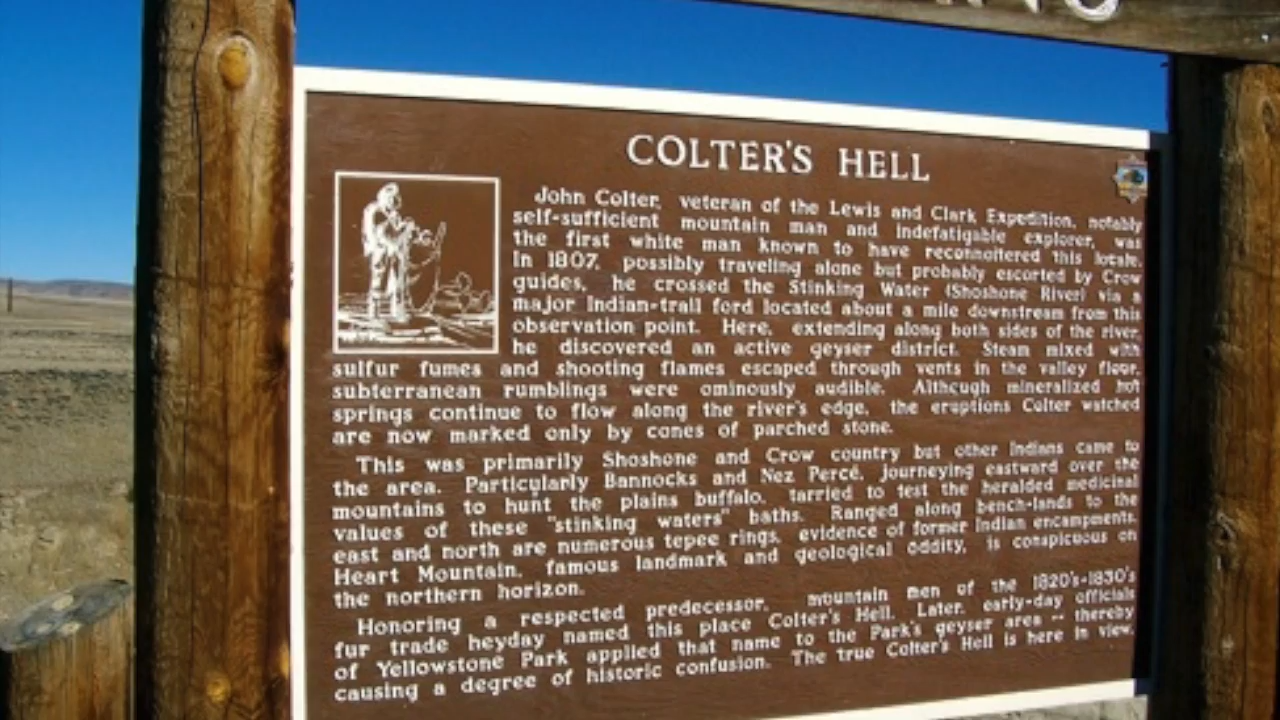 COLTER'S HELL
John Colter, veteran of the Lewis and Clark Expedition, notably
self-sufficient mountain man and indefatigable explorer, was
the first white man known to have reconnoitered this locale.
In 1807, possibly traveling alone but probably escorted by Crow
guides, he crossed the Stinking Water (Shoshone River) via a
major Indian-trail ford located about a mile downstream from this
observation point. Here, extending along both sides of the river,
he discovered an active geyser district. Steam mixed with
sulfur fumes and shooting flames escaped through vents in the valley floor,
subterranean rumblings were ominously audible. Although mineralized hot
springs continue to flow along the river's edge, the eruptions Colter watched
are now marked only by cones of parched stone.
This was primarily Shoshone and Crow country but other Indians came to
the area. Particularly Bannocks and Nez Percé, journeying eastward over the
mountains to hunt the plains buffalo, tarried to test the heralded medicinal
values of these "stinking waters" baths. Ranged along bench-lands to the
east and north are numerous tepee rings, evidence of former Indian encampments.
Heart Mountain, famous landmark and geological oddity, is conspicuous on
the northern horizon.
Honoring a respected predecessor, mountain men of the 1820's-1830's
fur trade heyday named this place Colter's Hell. Later, early-day officials
of Yellowstone Park applied that name to the Park's geyser area -- thereby
causing a degree of historic confusion. The true Colter's Hell is here in view.